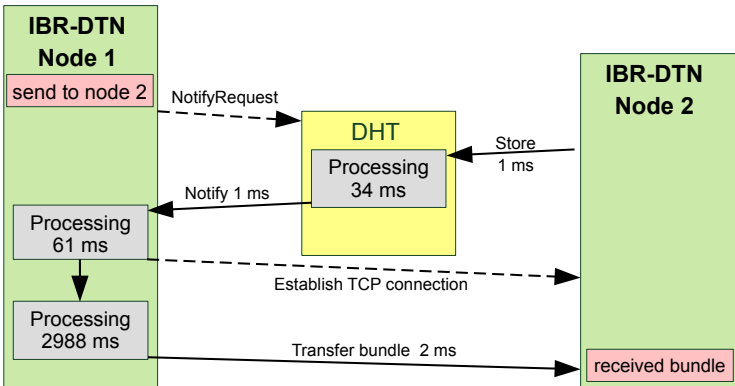 IBR-DTN
Node 1
send to node 2
NotifyRequest
IBR-DTN
Node 2
DHT
Store
1 ms
Processing
34 ms
Notify 1 ms
Processing
61 ms
Establish TCP connection
Processing
2988 ms
Transfer bundle 2 ms
received bundle